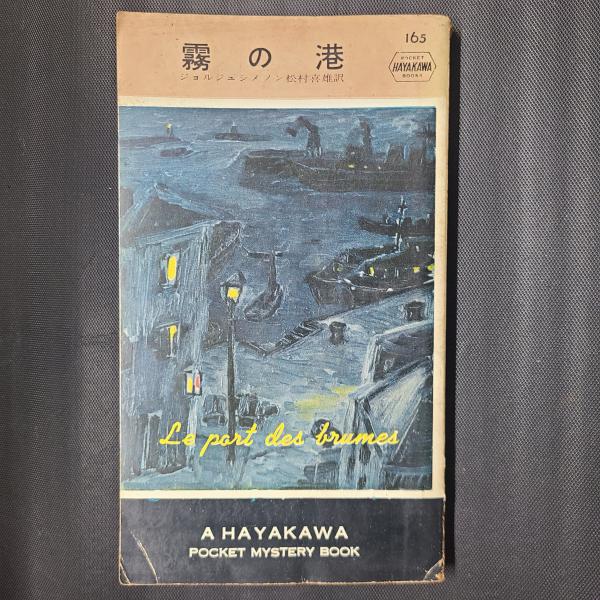 165
霧の港
POCKET
HAYAKAWA
BOOKS
ジョルジュシメノン松村喜雄訳
Le port des brumes
A HAYAKAWA
POCKET MYSTERY BOOK